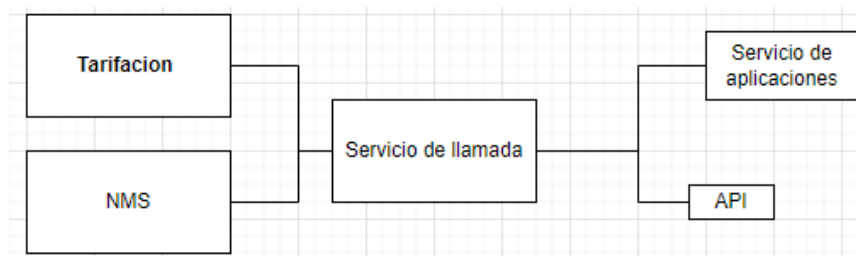 Tarifacion
NMS
Servicio de llamada
Servicio de
aplicaciones
API